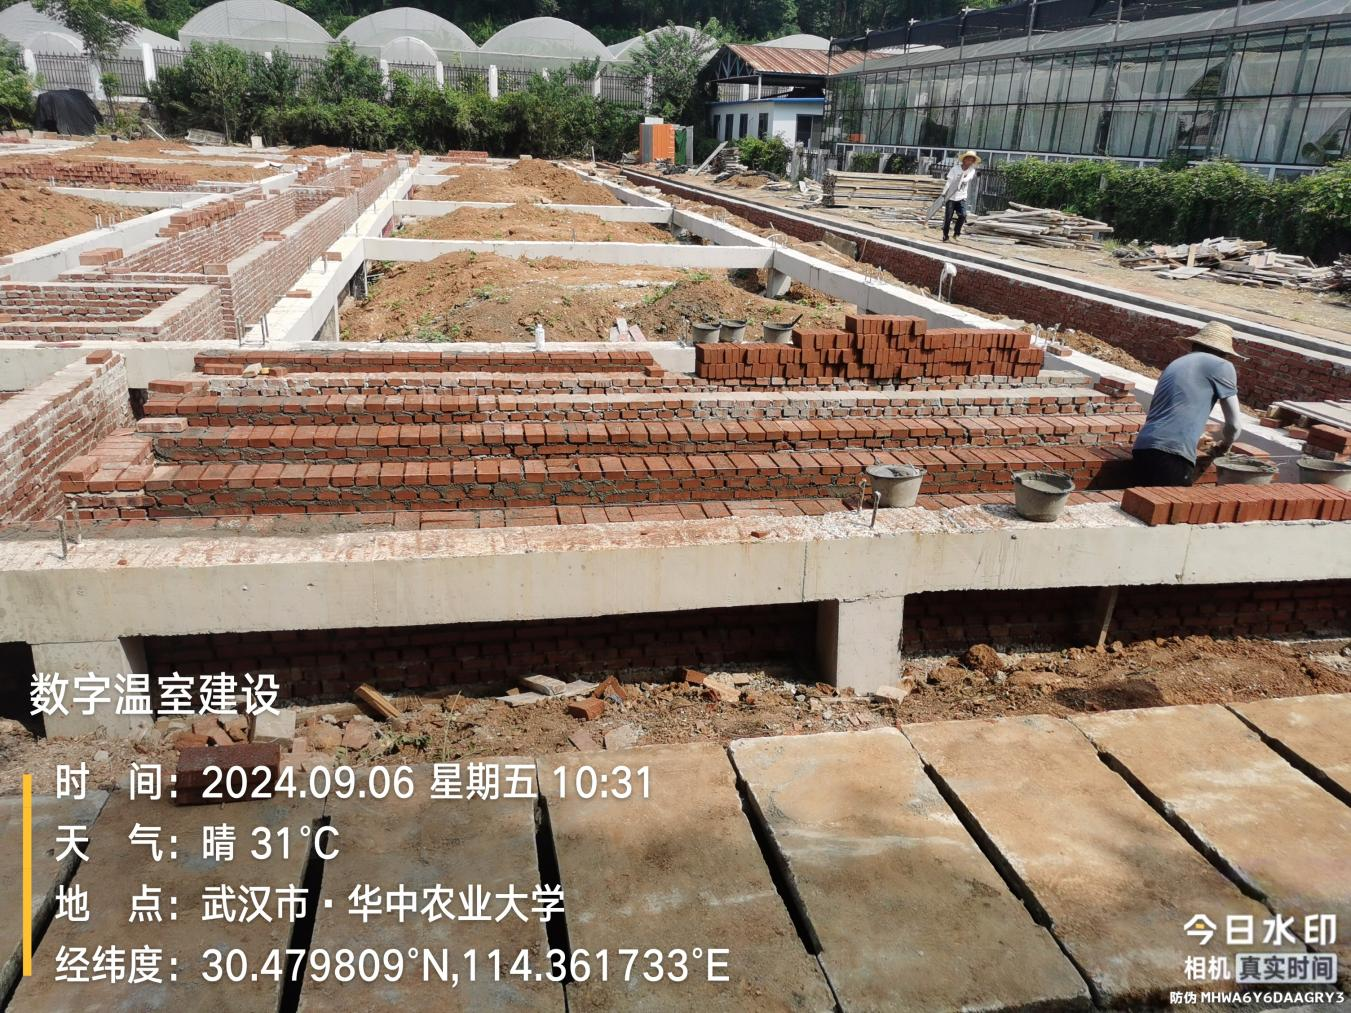 数字温室建设
时 间：2024.09.06 星期五 10:31
天 气：晴 31℃
地 点：武汉市·华中农业大学
经纬度：30.479809°N,114.361733°E
今日水印
相机 真实时间
防伪 MHWA6Y6DAAGRY3